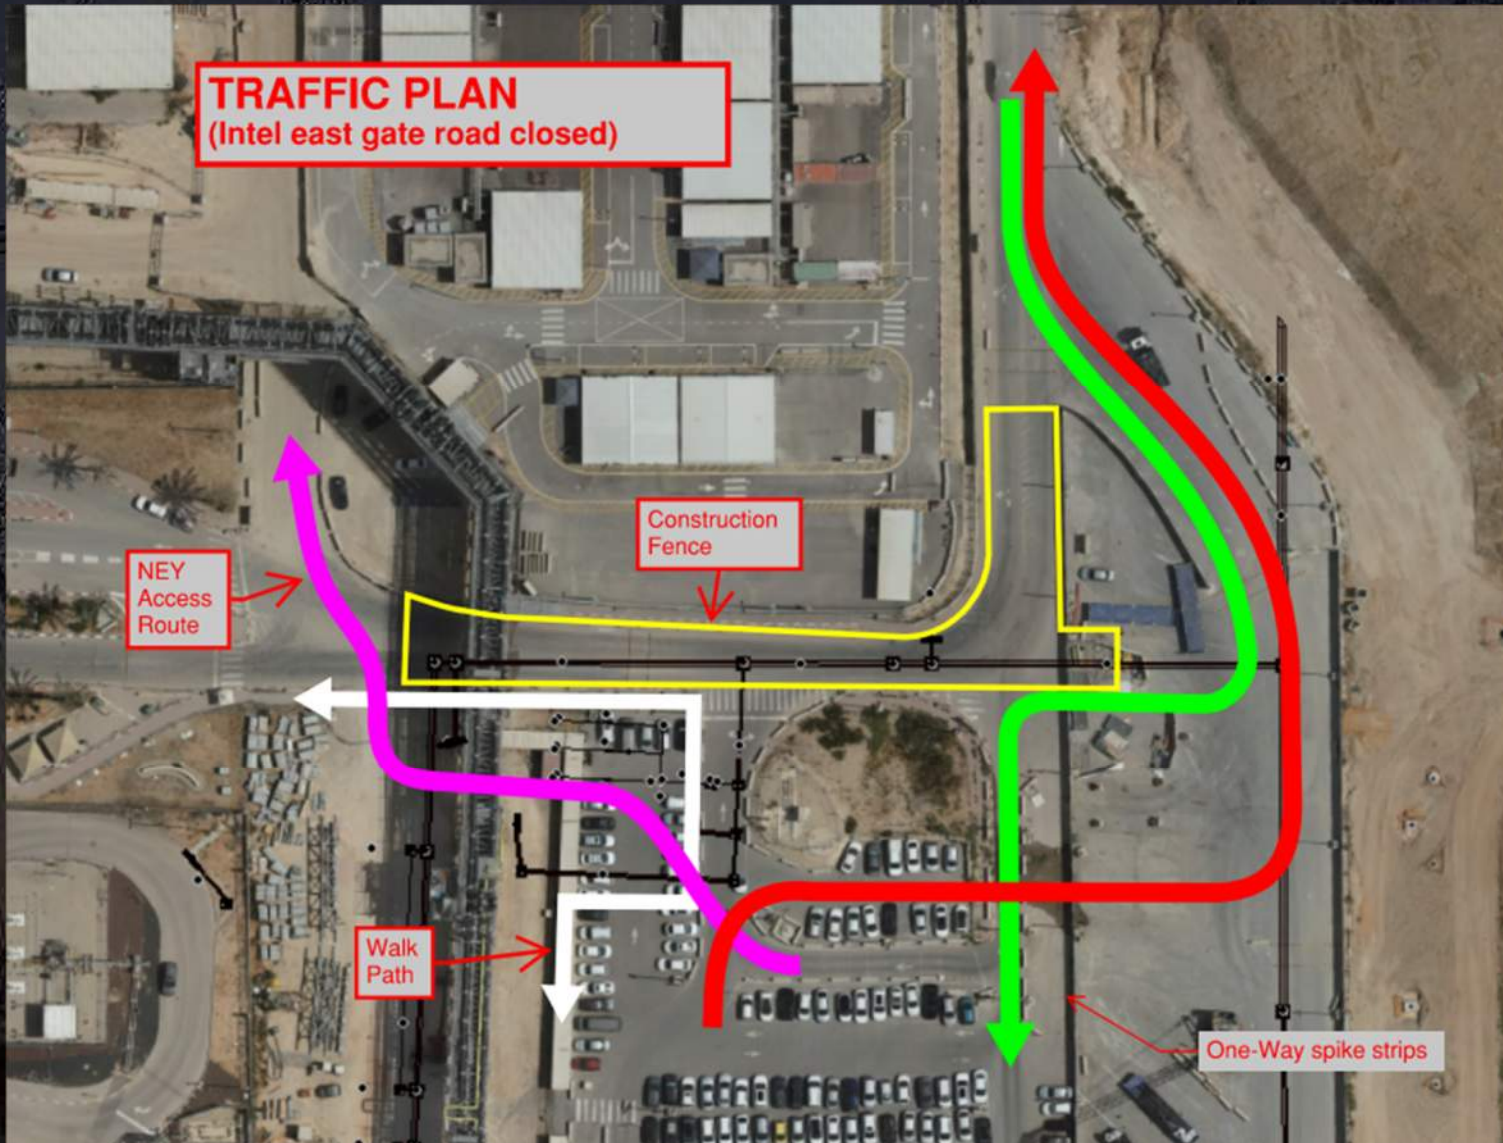 TRAFFIC PLAN
(Intel east gate road closed)
Construction
Fence
NEY
Access
Route
Walk
Path
One-Way spike strips